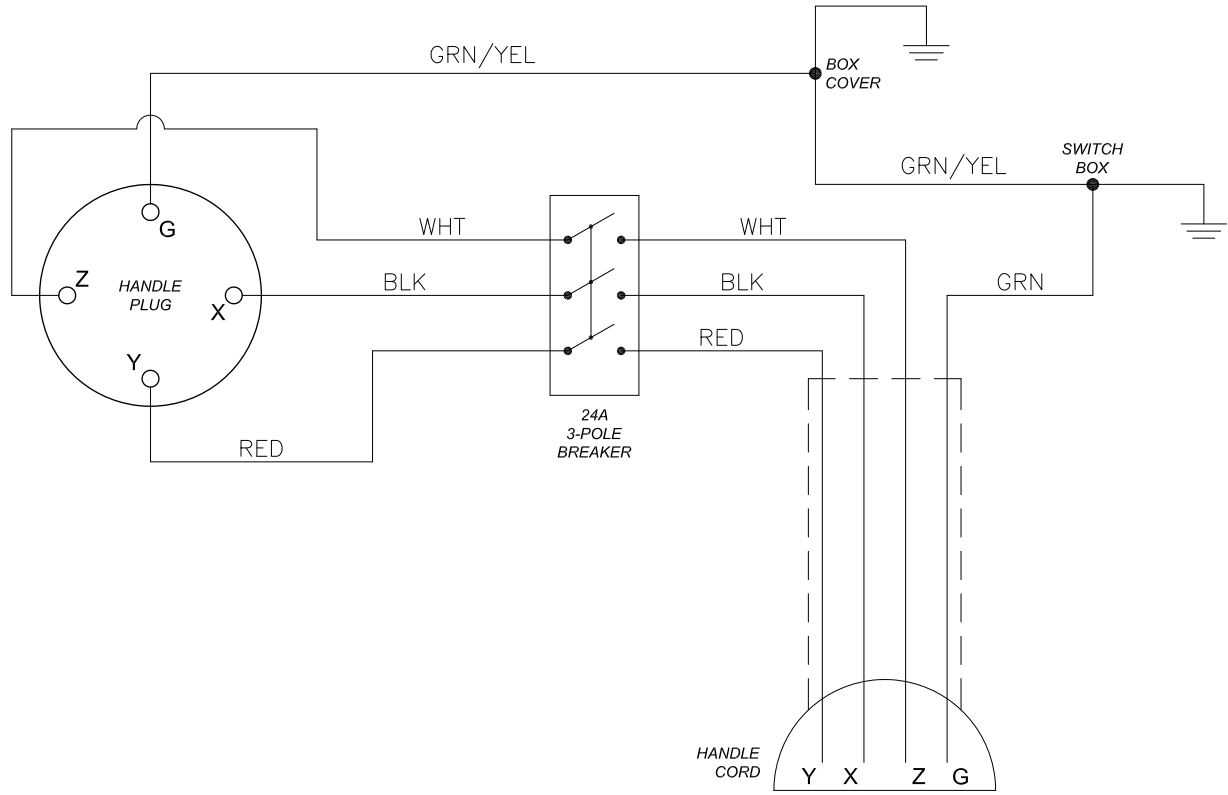 GRN/YEL
BOX
COVER
SWITCH
BOX
GRN/YEL
G
WHT
WHT
Z
HANDLE
PLUG
X
BLK
BLK
GRN
Y
RED
RED
24A
3-POLE
BREAKER
HANDLE
CORD
Y X Z G